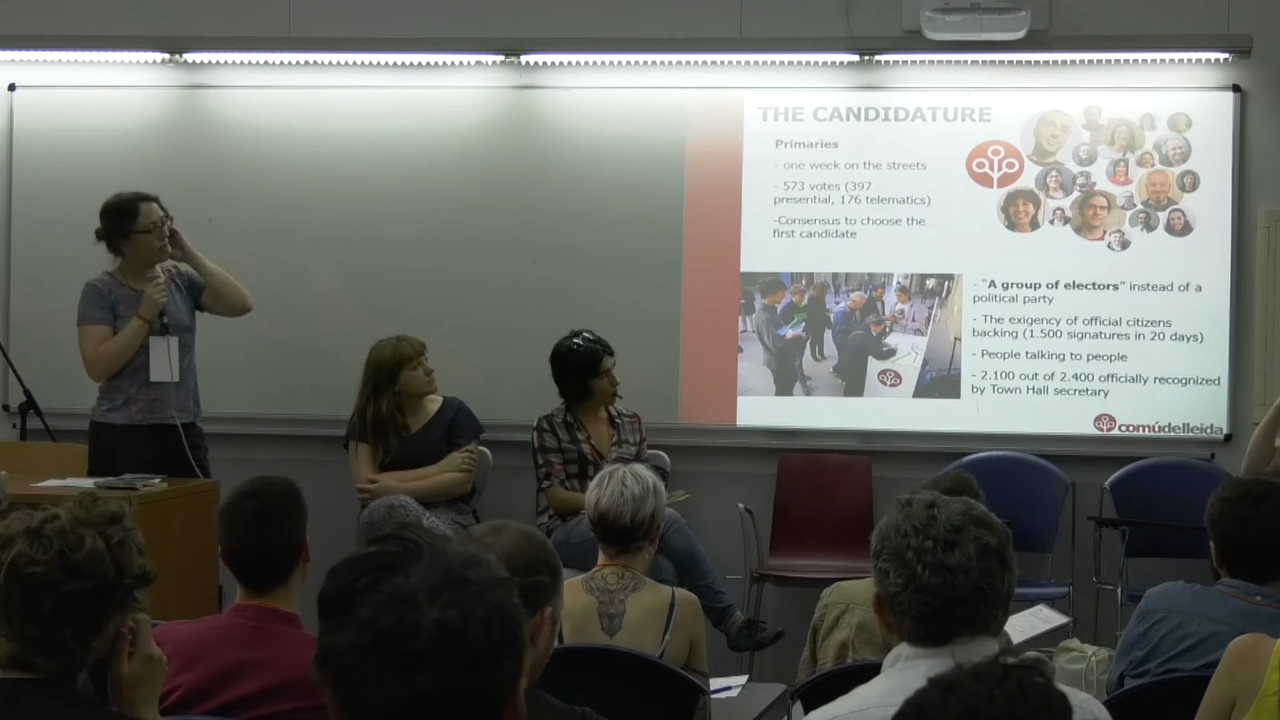 THE CANDIDATURE
Primaries
- one week on the streets
- 573 votes (397
presential, 176 telematics)
-Consensus to choose the
first candidate
- "A group of electors" instead of a
political party
- The exigency of official citizens
backing (1.500 signatures in 20 days)
- People talking to people
- 2.100 out of 2.400 officially recognized
by Town Hall secretary
comúdelleida